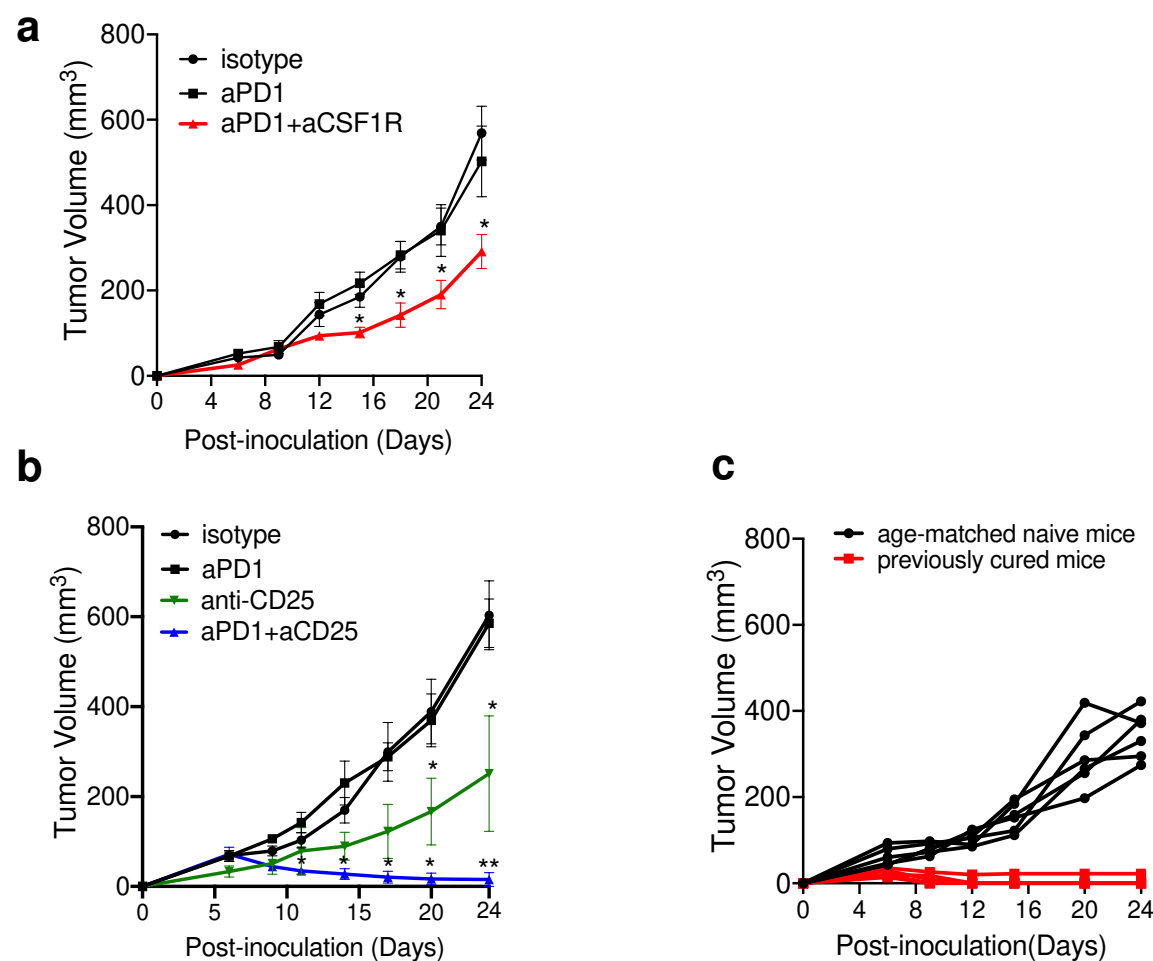 a
800
600
400
200
0
Tumor Volume (mm3)
isotype
aPD1
aPD1+aCSF1R
*
*
*
*
0 4 8 12 16 20 24
Post-inoculation (Days)
b
800
600
400
200
0
Tumor Volume (mm3)
isotype
aPD1
anti-CD25
aPD1+aCD25
*
*
* * * * **
0 5 10 15 20 24
Post-inoculation (Days)
c
800
600
400
200
0
Tumor Volume (mm3)
age-matched naive mice
previously cured mice
0 4 8 12 16 20 24
Post-inoculation(Days)